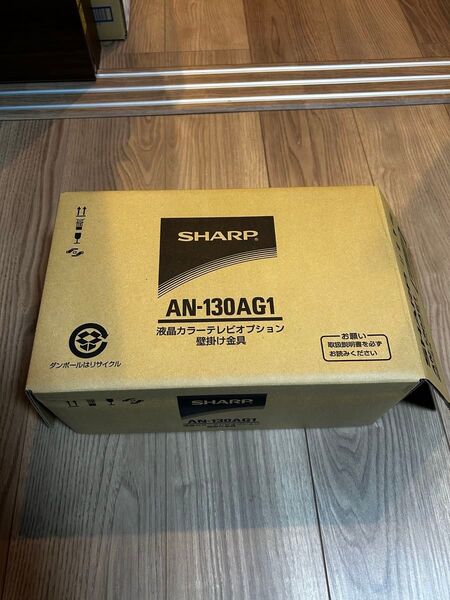 SHARP®
AN-130AG1
液晶カラーテレビオプション
壁掛け金具
お願い
取扱説明書を必ず
お読みください
ダンボールはリサイクル
SHARP®
AN-130AG1